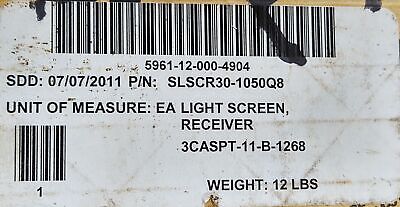 5961-12-000-4904
SDD: 07/07/2011 P/N: SLSCR30-1050Q8
UNIT OF MEASURE: EA LIGHT SCREEN,
RECEIVER
3CASPT-11-B-1268
1
WEIGHT: 12 LBS